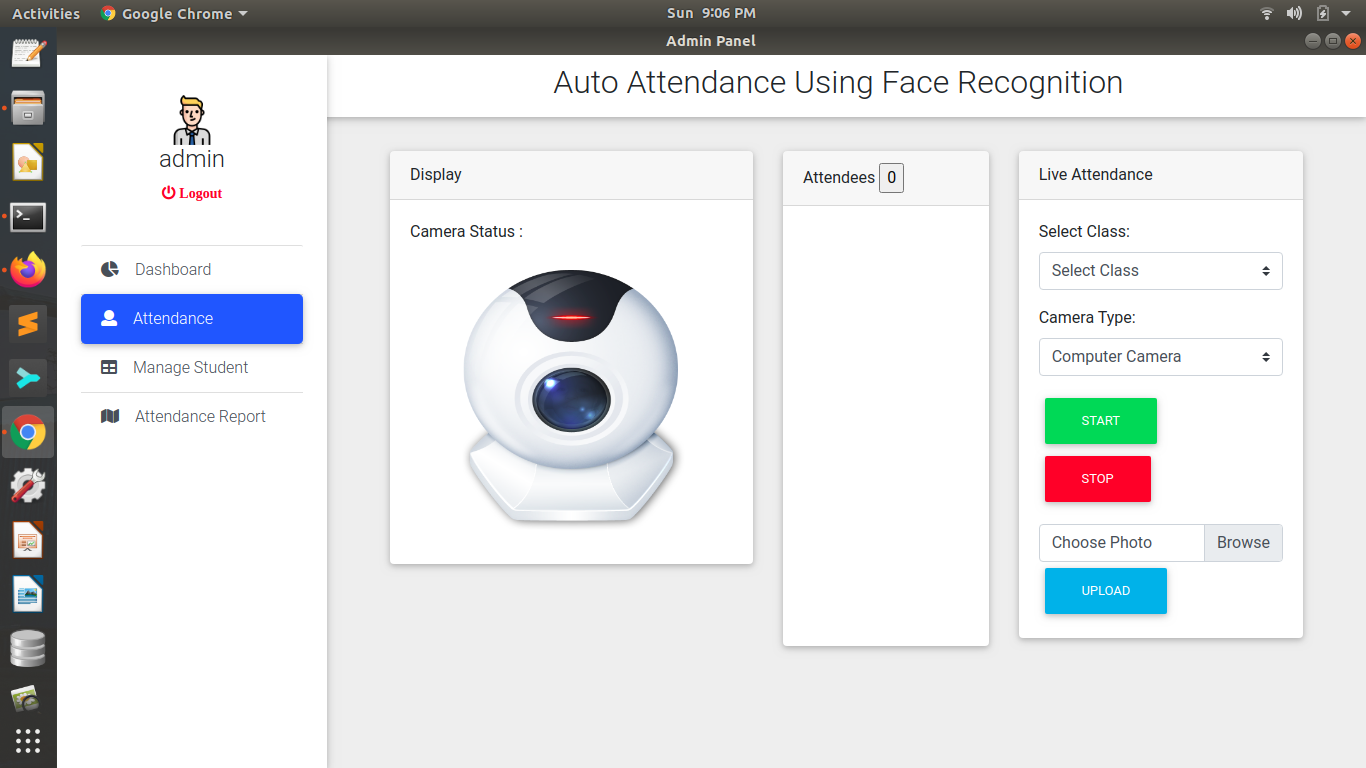 Activities
Google Chrome
Sun 9:06 PM
Admin Panel
admin
Logout
Dashboard
Attendance
Manage Student
Attendance Report
Auto Attendance Using Face Recognition
Display
Camera Status :
Attendees 0
Live Attendance
Select Class:
Select Class
Camera Type:
Computer Camera
START
STOP
Choose Photo Browse
UPLOAD